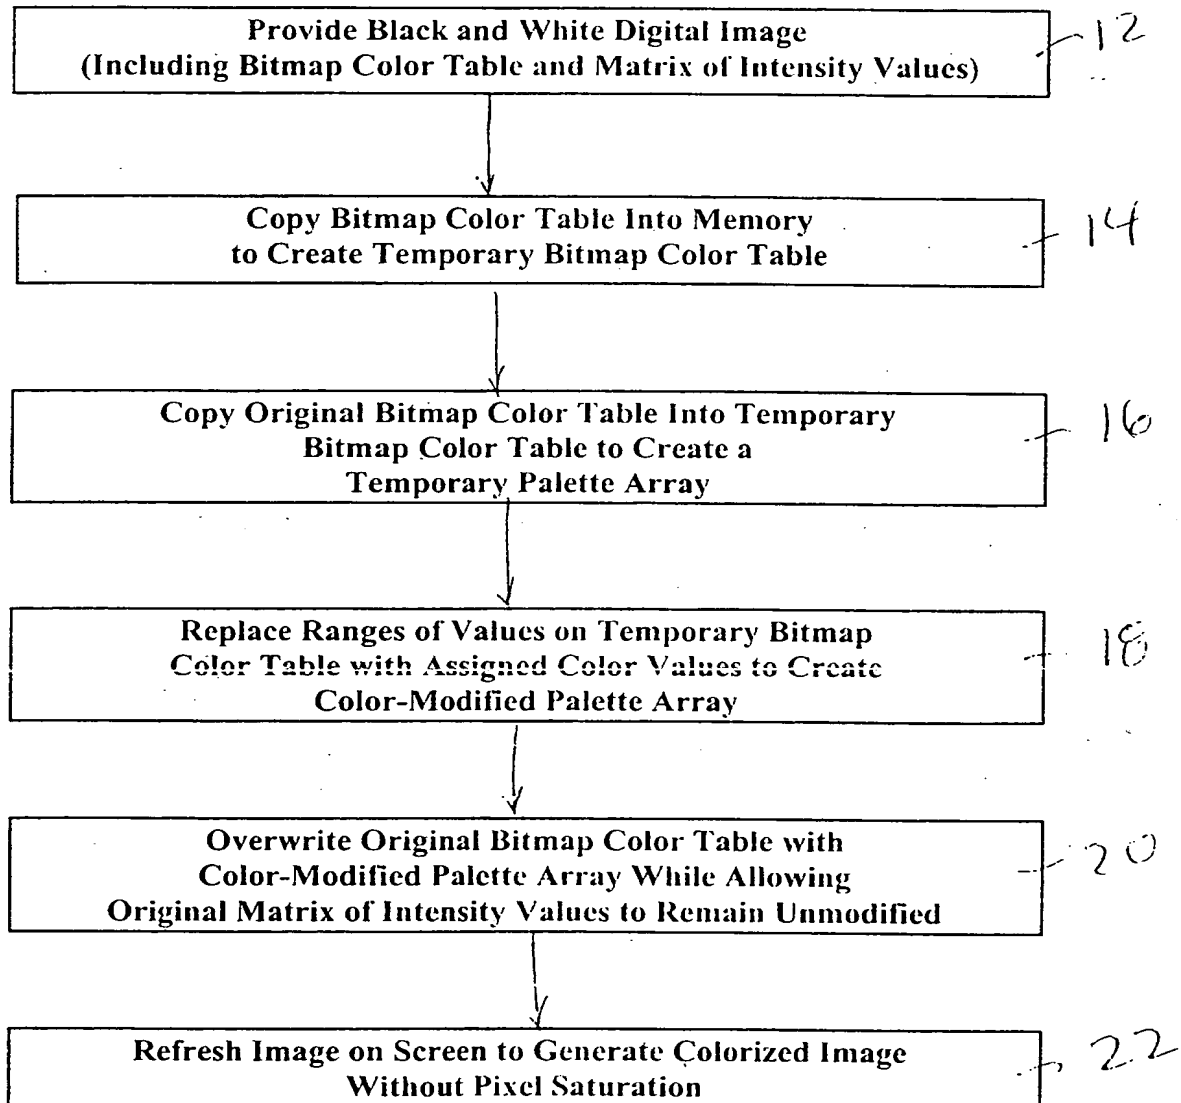 Provide Black and White Digital Image
(Including Bitmap Color Table and Matrix of Intensity Values)
12
Copy Bitmap Color Table Into Memory
to Create Temporary Bitmap Color Table
14
Copy Original Bitmap Color Table Into Temporary
Bitmap Color Table to Create a
Temporary Palette Array
16
Replace Ranges of Values on Temporary Bitmap
Color Table with Assigned Color Values to Create
Color-Modified Palette Array
18
Overwrite Original Bitmap Color Table with
Color-Modified Palette Array While Allowing
Original Matrix of Intensity Values to Remain Unmodified
20
Refresh Image on Screen to Generate Colorized Image
Without Pixel Saturation
22